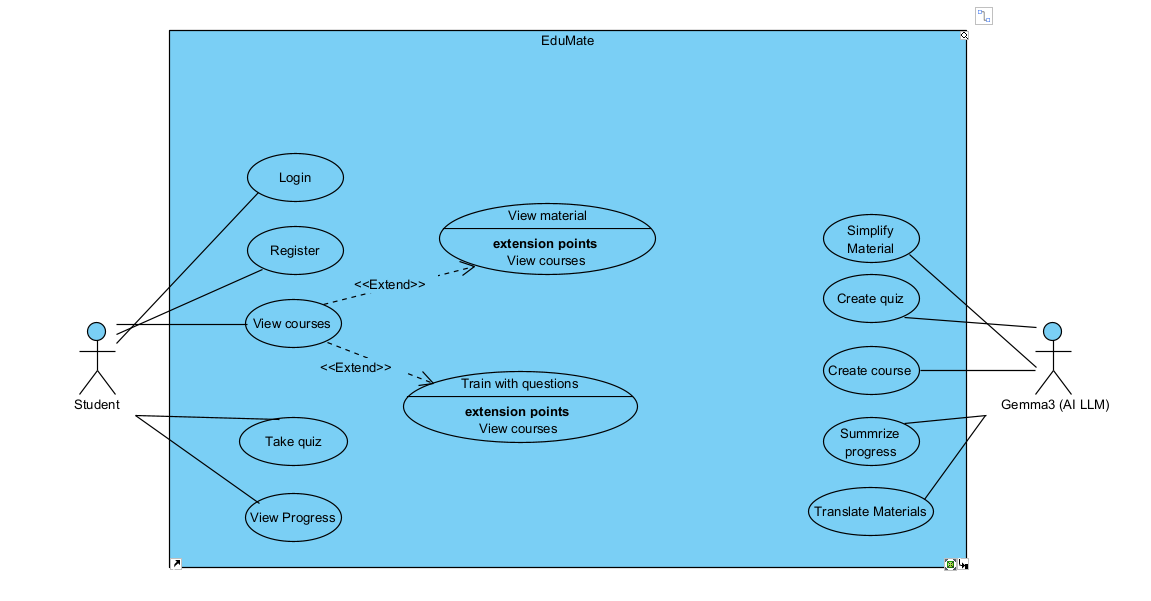 EduMate
Login
Register
View courses
View material
extension points
View courses
<<Extend>>
<<Extend>>
Train with questions
extension points
View courses
Take quiz
View Progress
Student
Simplify
Material
Create quiz
Create course
Summrize
progress
Translate Materials
Gemma3 (AI LLM)